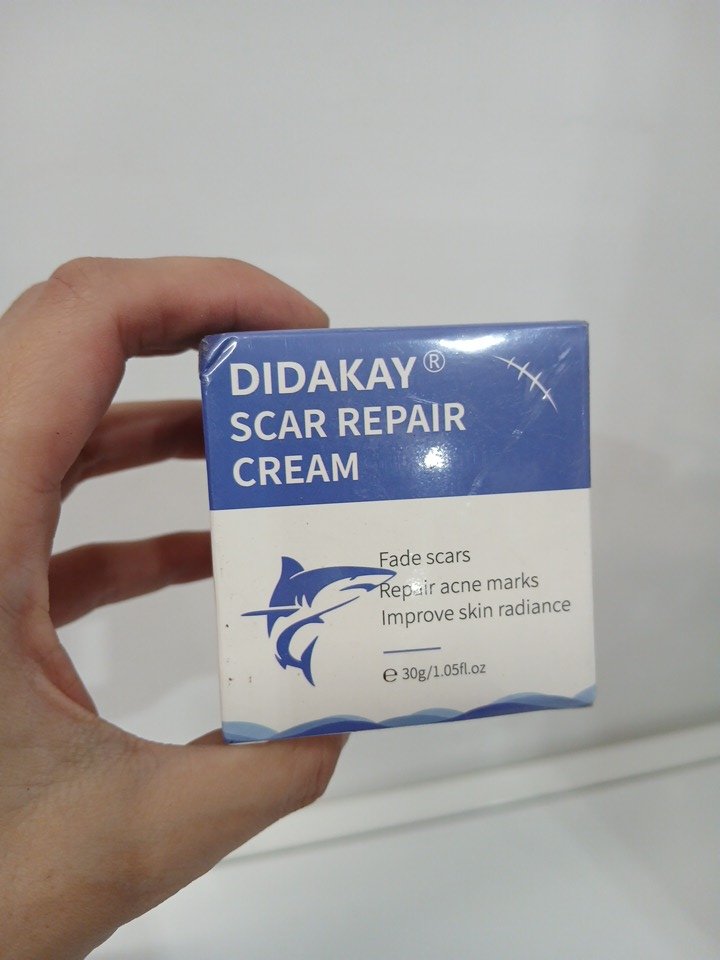 DIDAKAY®
SCAR REPAIR
CREAM
Fade scars
Repair acne marks
Improve skin radiance
℮ 30g/1.05fl.oz